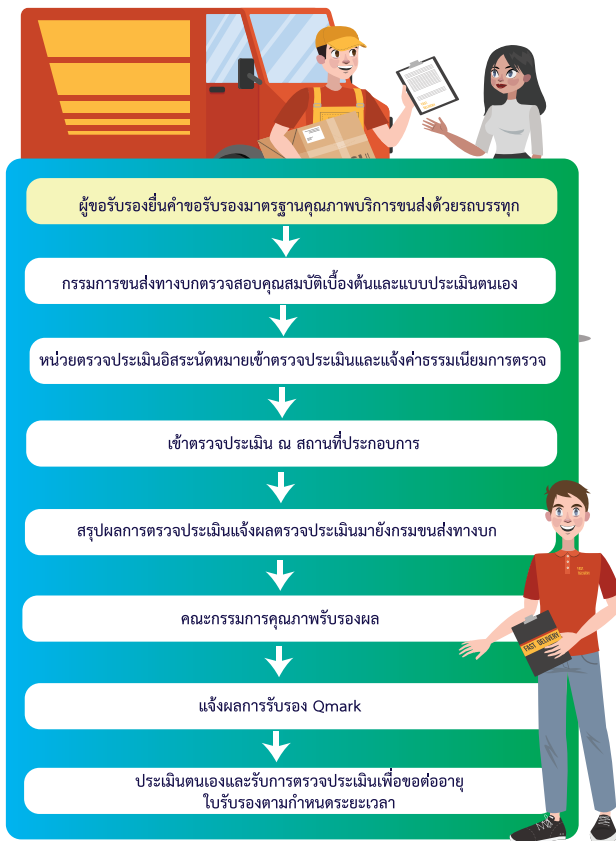 ผู้ขอรับรองยื่นคำขอรับรองมาตรฐานคุณภาพบริการขนส่งด้วยรถบรรทุก
กรรมการขนส่งทางบกตรวจสอบคุณสมบัติเบื้องต้นและแบบประเมินตนเอง
หน่วยตรวจประเมินอิสระนัดหมายเข้าตรวจประเมินและแจ้งค่าธรรมเนียมการตรวจ
เข้าตรวจประเมิน ณ สถานที่ประกอบการ
สรุปผลการตรวจประเมินแจ้งผลตรวจประเมินมายังกรมขนส่งทางบก
คณะกรรมการคุณภาพรับรองผล
FAST DELIVERY
แจ้งผลการรับรอง Qmark
ประเมินตนเองและรับการตรวจประเมินเพื่อขอต่ออายุ
ใบรับรองตามกำหนดระยะเวลา